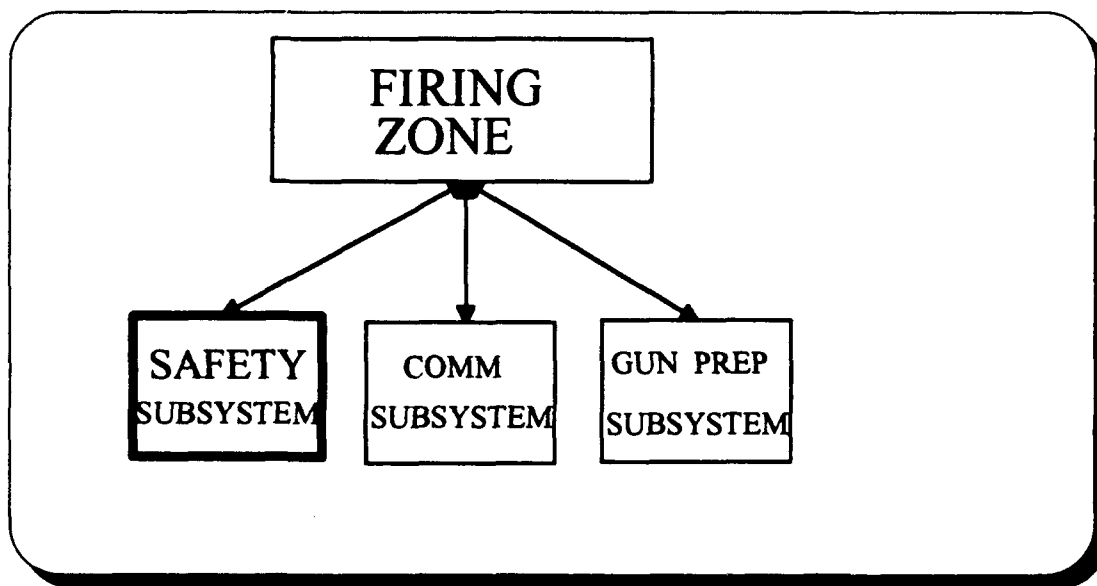 FIRING
ZONE
SAFETY
SUBSYSTEM
COMM
SUBSYSTEM
GUN PREP
SUBSYSTEM